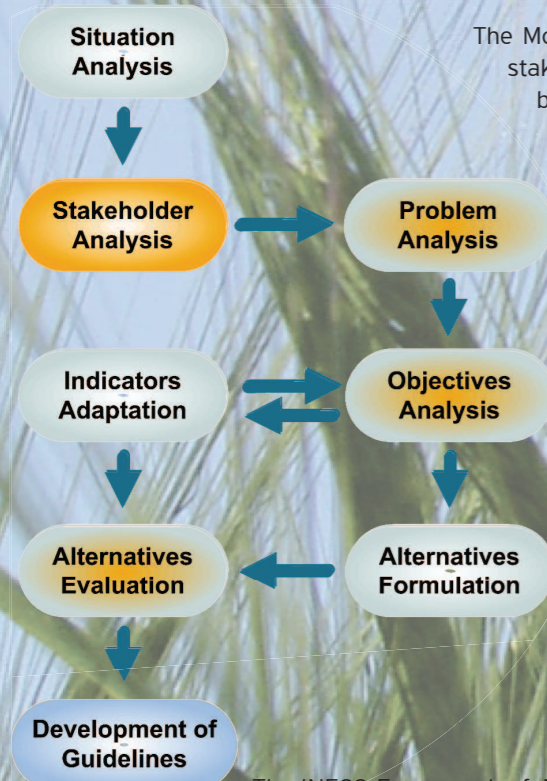 Situation
Analysis
The
stak
b
Stakeholder
Analysis
Problem
Analysis
Indicators
Adaptation
Objectives
Analysis
Alternatives
Evaluation
Alternatives
Formulation
Development of
Guidelines